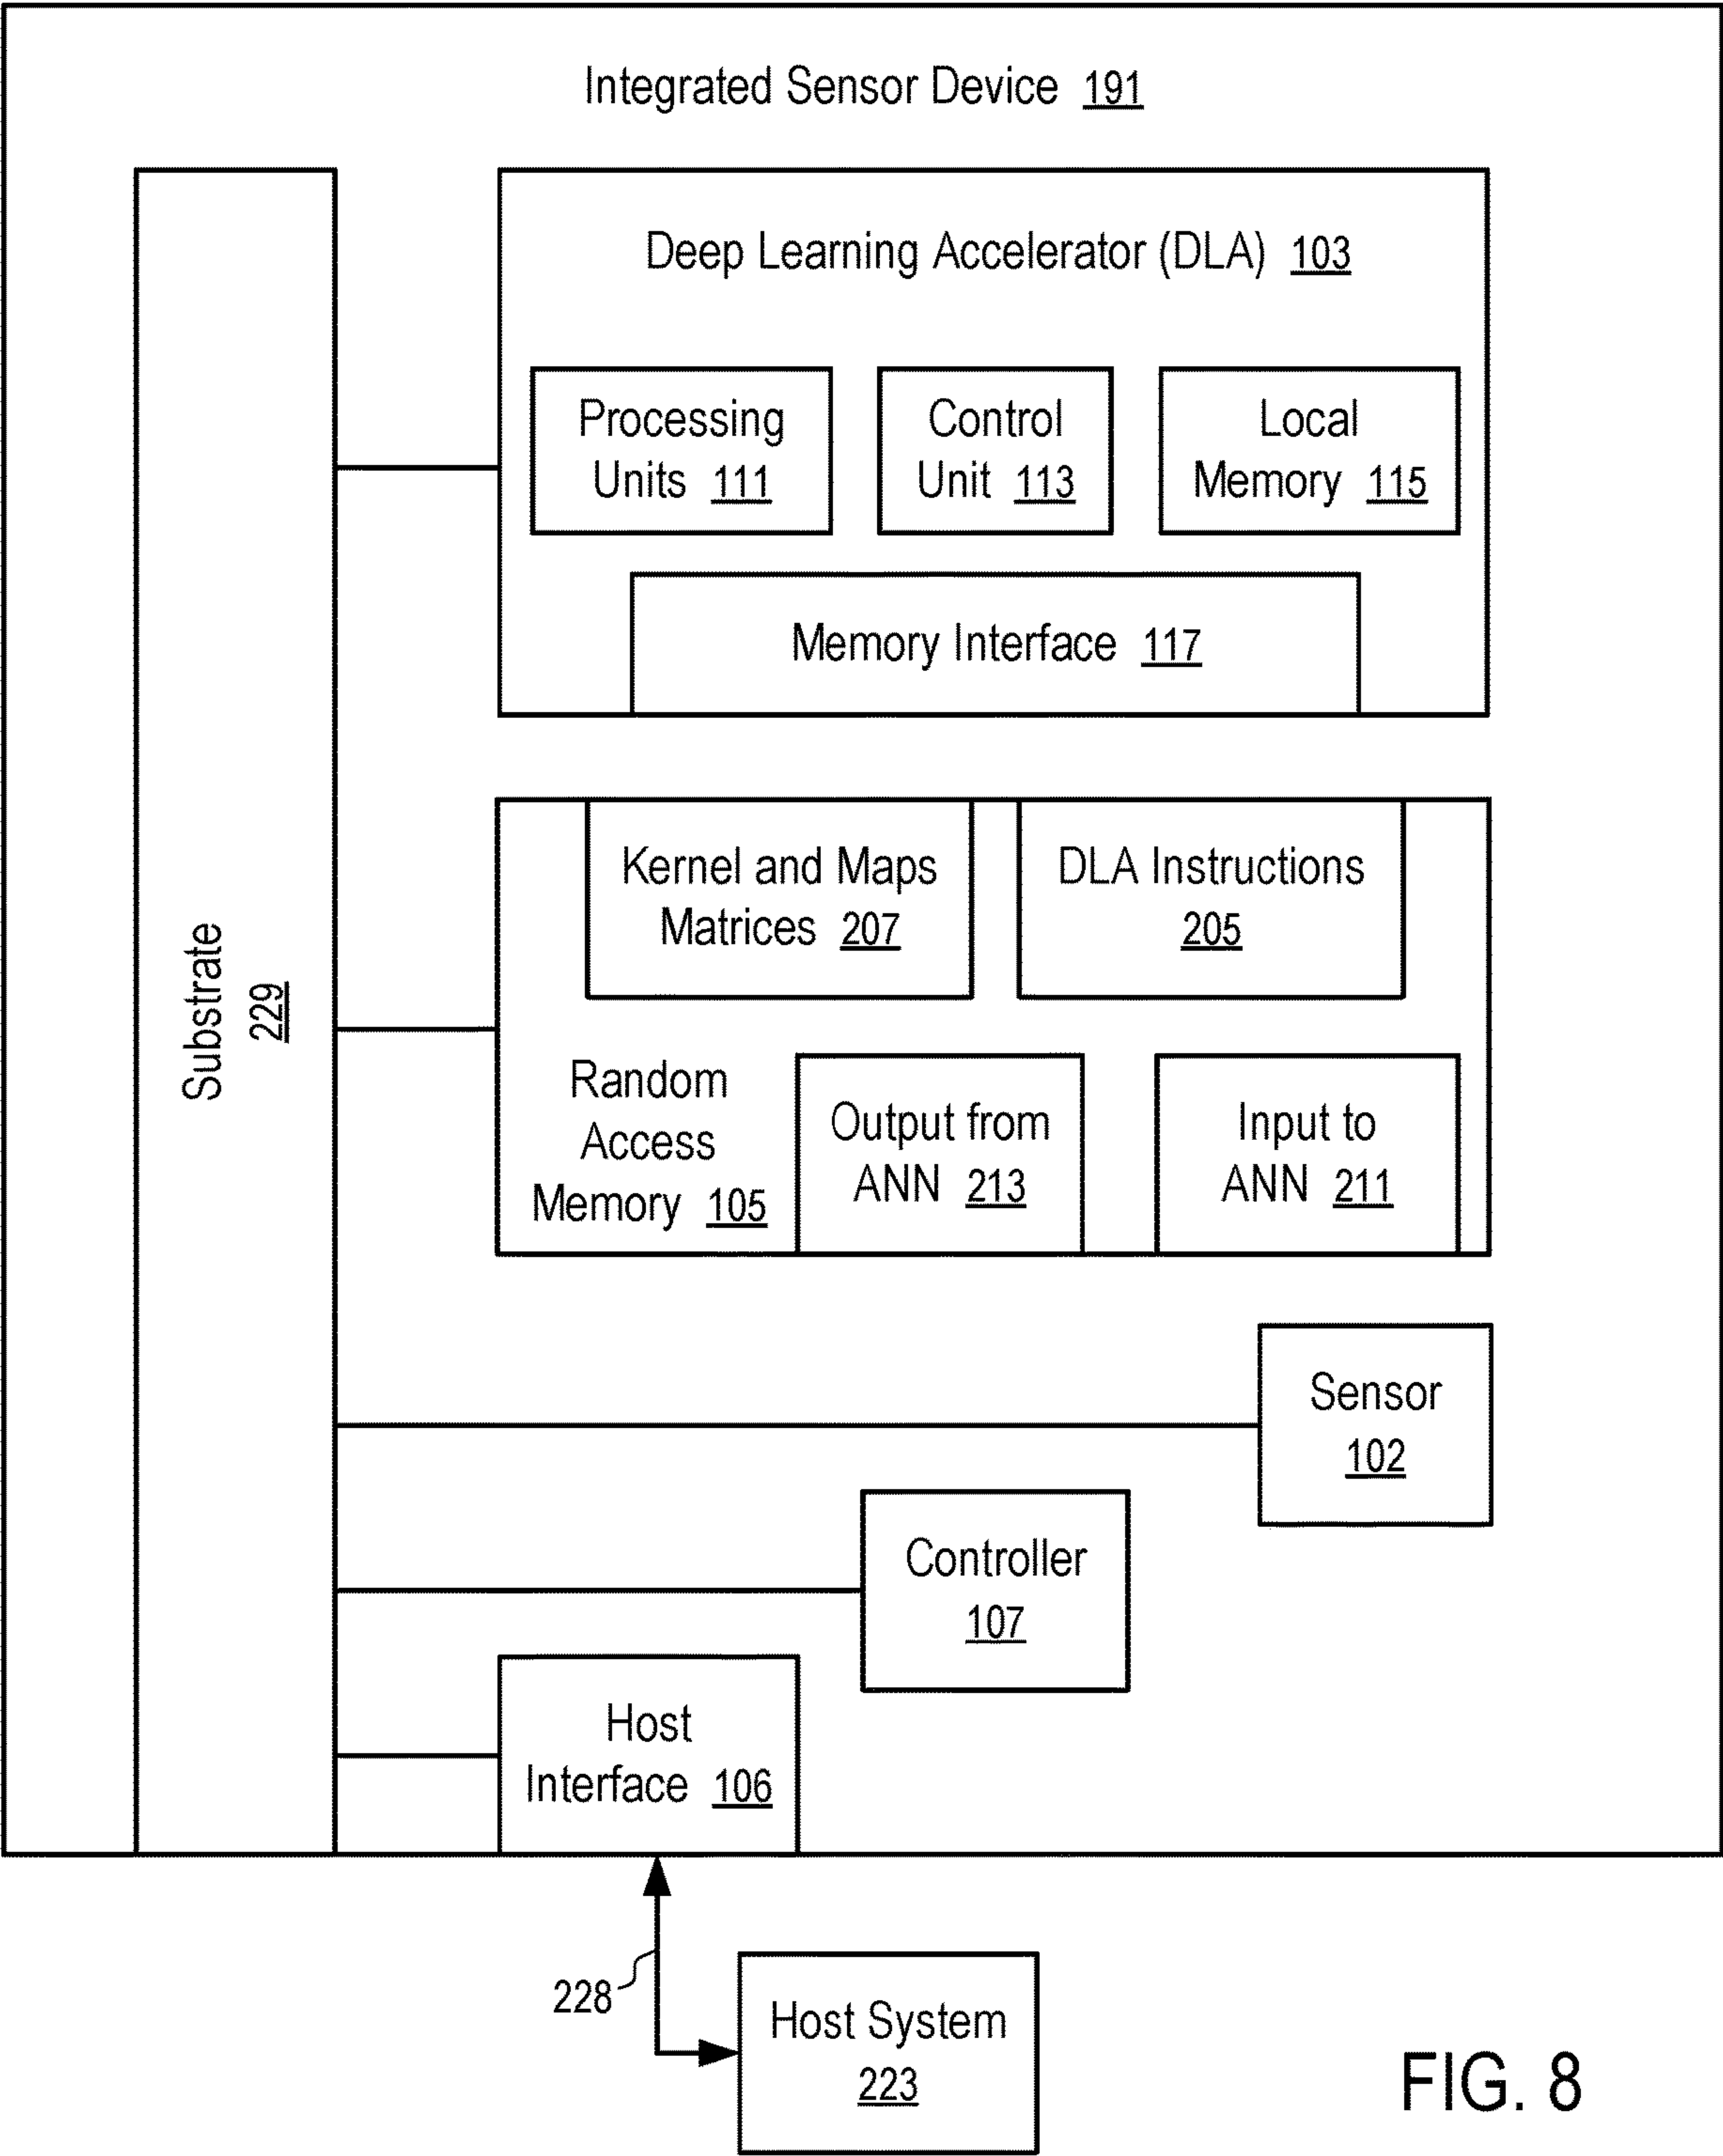 Integrated Sensor Device 191
Deep Learning Accelerator (DLA) 103
Processing
Units 111
Control
Unit 113
Local
Memory 115
Memory Interface 117
Substrate
229
Kernel and Maps
Matrices 207
DLA Instructions
205
Random
Access
Memory 105
Output from
ANN 213
Input to
ANN 211
Sensor
102
Controller
107
Host
Interface 106
228
Host System
223
FIG. 8